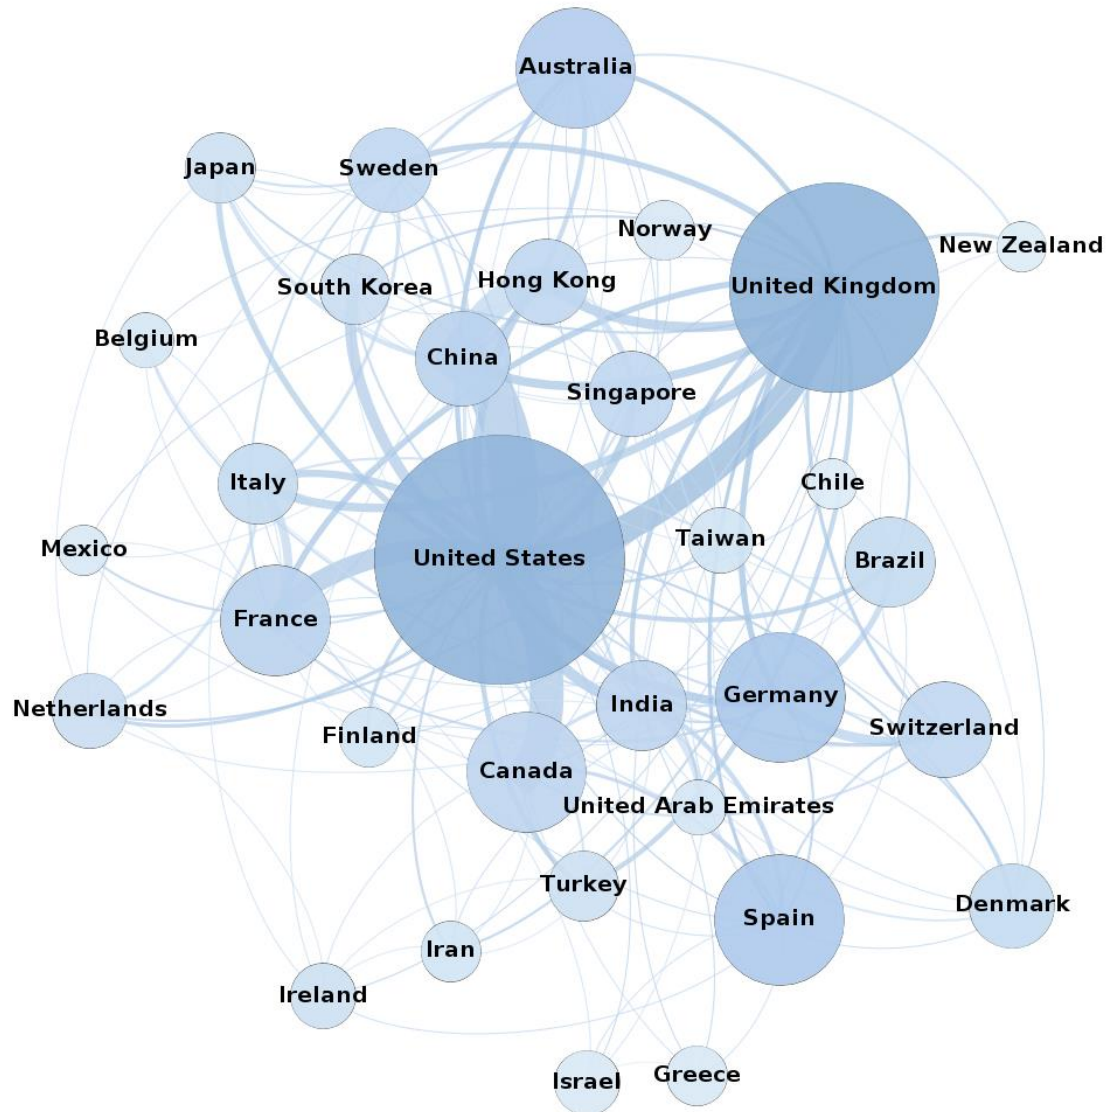 Australia
Japan
Sweden
Norway
New Zealand
South Korea
Hong Kong
United Kingdom
Belgium
China
Singapore
Italy
Chile
Mexico
United States
Taiwan
Brazil
France
Netherlands
Finland
India
Germany
Switzerland
Canada
United Arab Emirates
Turkey
Spain
Denmark
Iran
Ireland
Israel
Greece